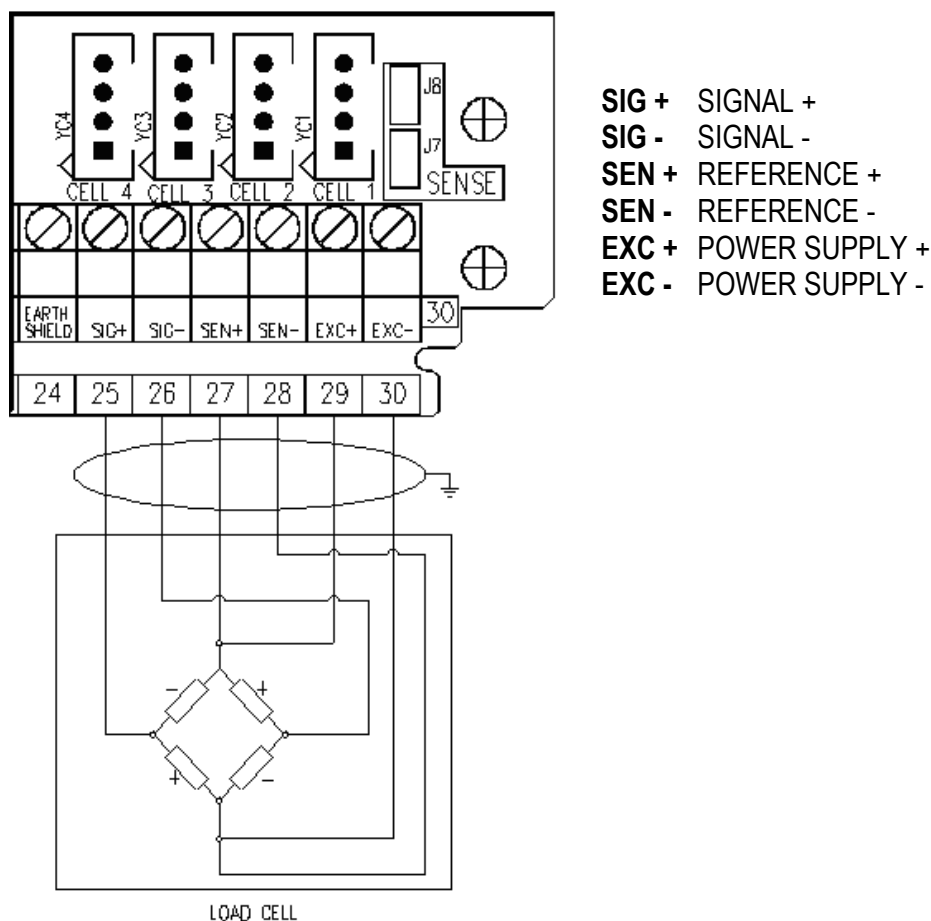 YC4 YC3 YC2 YC1 J8
J7
CELL 4 CELL 3 CELL 2 CELL 1 SENSE
EARTH SHIELD SIG+ SIG- SEN+ SEN- EXC+ EXC- 30
24 25 26 27 28 29 30
- +
+ -
LOAD CELL
SIG + SIGNAL +
SIG - SIGNAL -
SEN + REFERENCE +
SEN - REFERENCE -
EXC + POWER SUPPLY +
EXC - POWER SUPPLY -